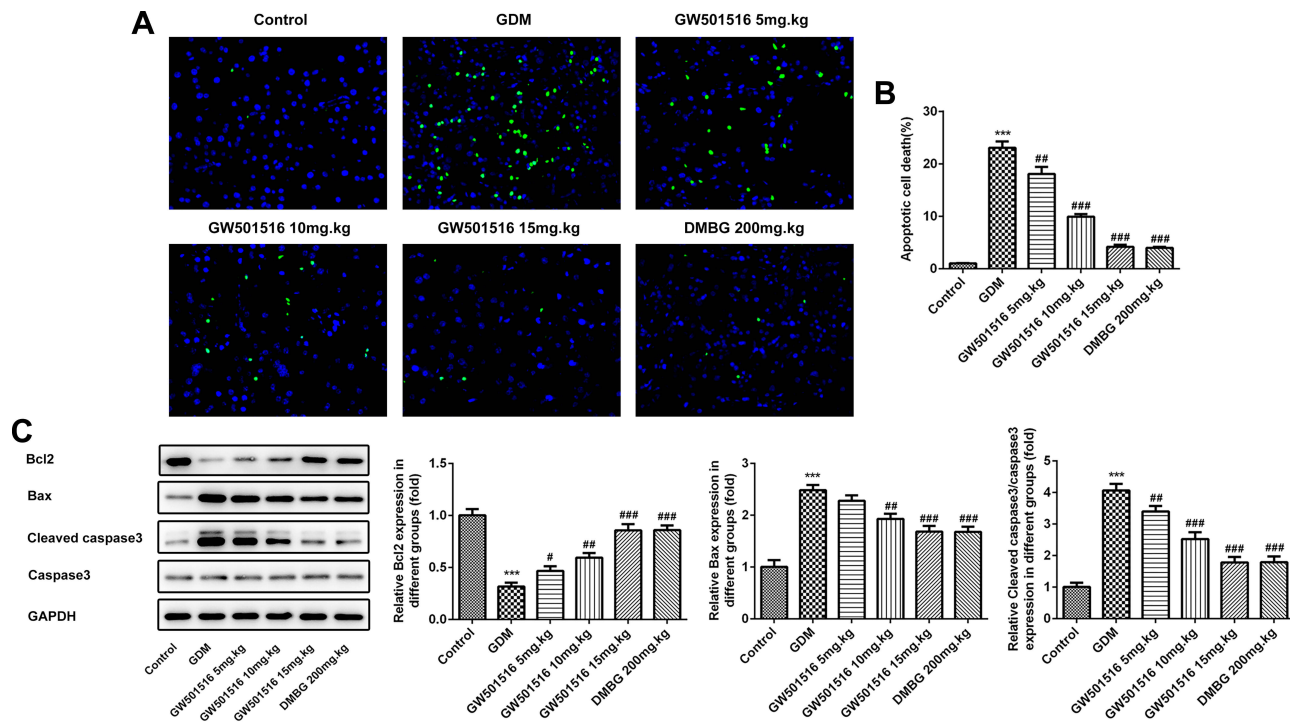 A
Control
GDM
GW501516 5mg.kg
GW501516 10mg.kg
GW501516 15mg.kg
DMBG 200mg.kg
B
Apoptotic cell death(%)
30
20
10
0
***
##
###
###
###
Control
GDM
GW501516 5mg.kg
GW501516 10mg.kg
GW501516 15mg.kg
DMBG 200mg.kg
C
Bcl2
Bax
Cleaved caspase3
Caspase3
GAPDH
Control
GDM
GW501516 5mg.kg
GW501516 10mg.kg
GW501516 15mg.kg
DMBG 200mg.kg
Relative Bcl2 expression in
different groups (fold)
1.5
1.0
0.5
0.0
***
#
##
###
###
Control
GDM
GW501516 5mg.kg
GW501516 10mg.kg
GW501516 15mg.kg
DMBG 200mg.kg
Relative Bax expression in
different groups (fold)
3
2
1
0
***
##
###
###
Control
GDM
GW501516 5mg.kg
GW501516 10mg.kg
GW501516 15mg.kg
DMBG 200mg.kg
Relative Cleaved caspase3/caspase3
expression in different groups (fold)
5
4
3
2
1
0
***
##
###
###
###
Control
GDM
GW501516 5mg.kg
GW501516 10mg.kg
GW501516 15mg.kg
DMBG 200mg.kg